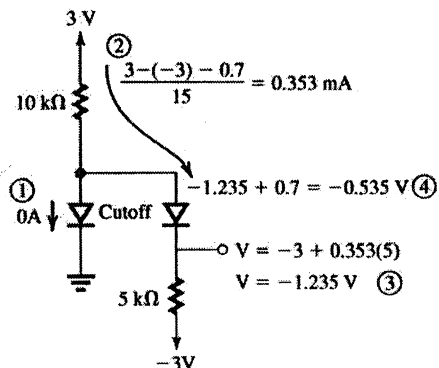 3 V
②
3−(−3) − 0.7
15
= 0.353 mA
10 kΩ
−1.235 + 0.7 = −0.535 V ④
①
0A
Cutoff
V = −3 + 0.353(5)
V = −1.235 V ③
5 kΩ
−3V